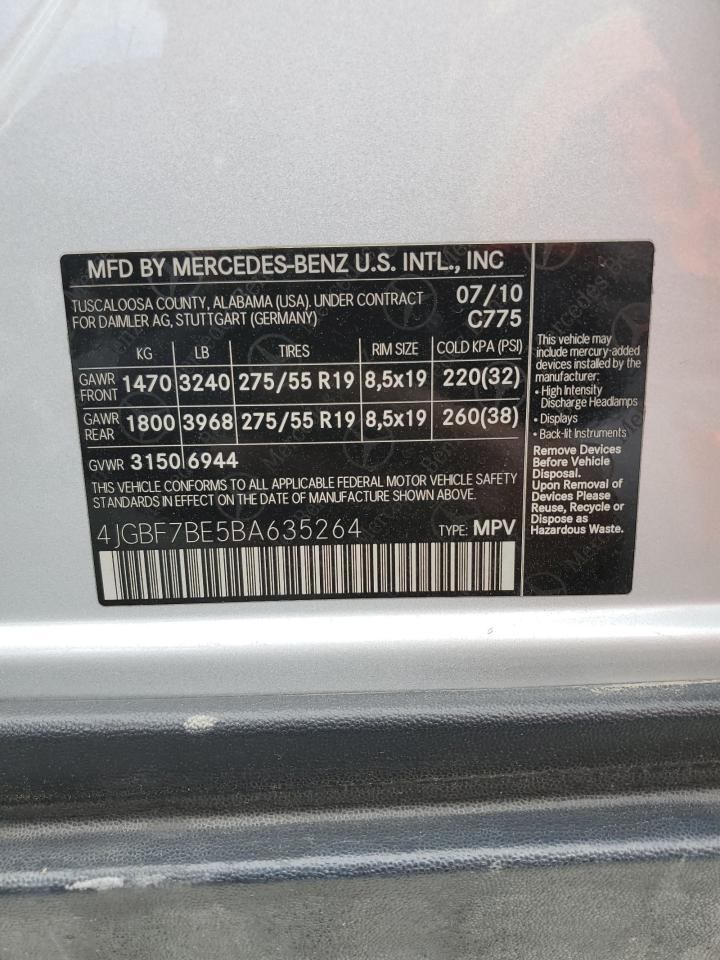 MFD BY MERCEDES-BENZ U.S. INTL., INC
TUSCALOOSA COUNTY, ALABAMA (USA). UNDER CONTRACT
FOR DAIMLER AG, STUTTGART (GERMANY)
07/10
C775
KG LB TIRES RIM SIZE COLD KPA (PSI)
GAWR FRONT 1470 3240 275/55 R19 8,5x19 220(32)
GAWR REAR 1800 3968 275/55 R19 8,5x19 260(38)
GVWR 3150 6944
THIS VEHICLE CONFORMS TO ALL APPLICABLE FEDERAL MOTOR VEHICLE SAFETY
STANDARDS IN EFFECT ON THE DATE OF MANUFACTURE SHOWN ABOVE.
4JGBF7BE5BA635264 TYPE: MPV
This vehicle may
include mercury-added
devices installed by the
manufacturer:
• High Intensity
Discharge Headlamps
• Displays
• Back-lit Instruments
Remove Devices
Before Vehicle
Disposal.
Upon Removal of
Devices Please
Reuse, Recycle or
Dispose as
Hazardous Waste.